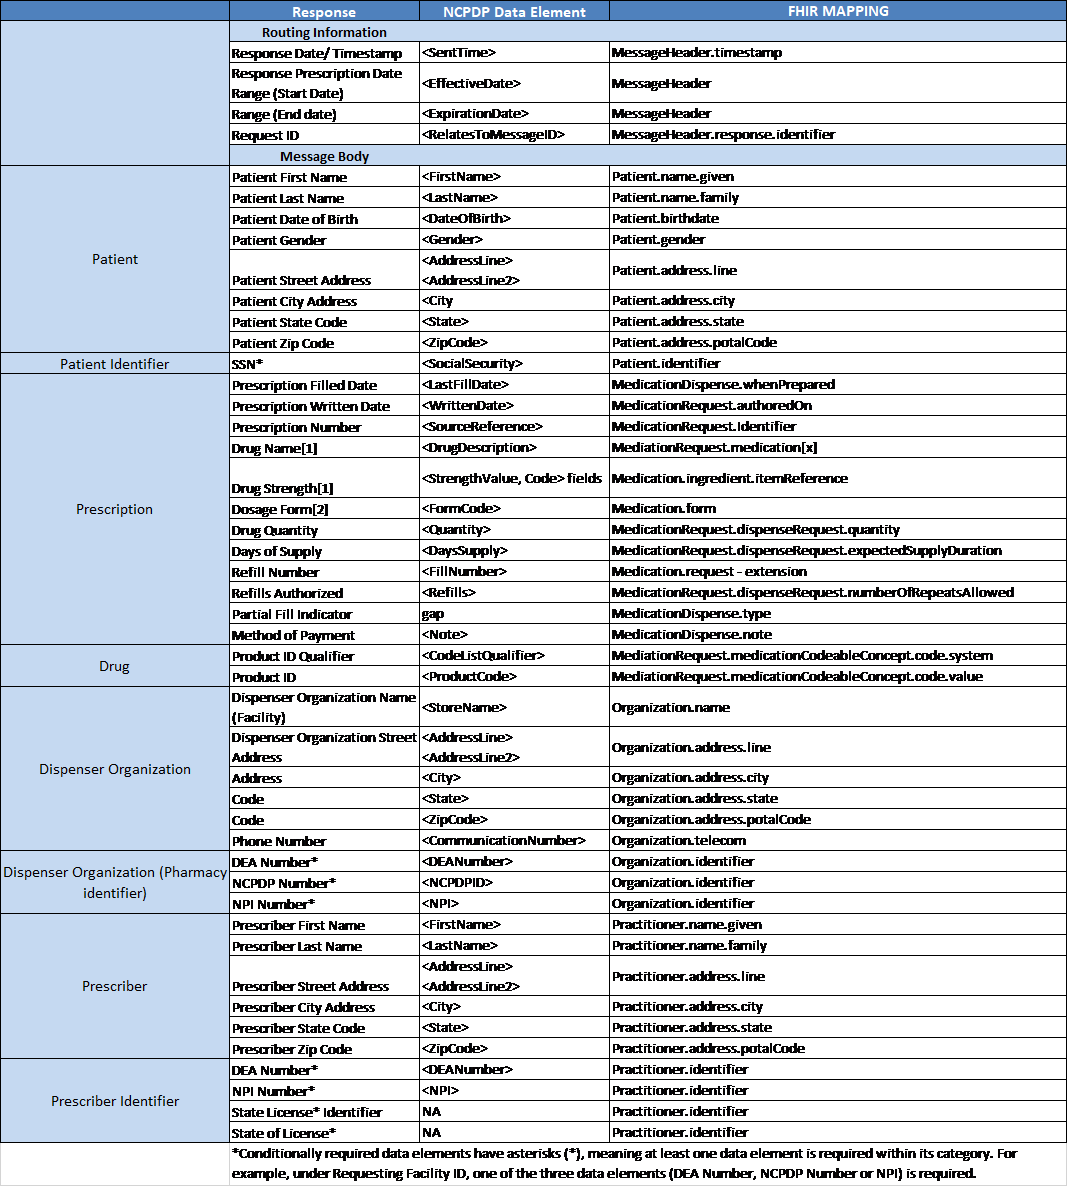 Response NCPDP Data Element FHIR MAPPING
Routing Information
Response Date/ Timestamp <SentTime> MessageHeader.timestamp
Response Prescription Date
Range (Start Date) <EffectiveDate> MessageHeader
Range (End date) <ExpirationDate> MessageHeader
Request ID <RelatesToMessageID> MessageHeader.response.identifier
Message Body
Patient
Patient First Name <FirstName> Patient.name.given
Patient Last Name <LastName> Patient.name.family
Patient Date of Birth <DateOfBirth> Patient.birthdate
Patient Gender <Gender> Patient.gender
<AddressLine>
Patient Street Address <AddressLine2> Patient.address.line
Patient City Address <City Patient.address.city
Patient State Code <State> Patient.address.state
Patient Zip Code <ZipCode> Patient.address.potalCode
Patient Identifier SSN* <SocialSecurity> Patient.identifier
Prescription
Prescription Filled Date <LastFillDate> MedicationDispense.whenPrepared
Prescription Written Date <WrittenDate> MedicationRequest.authoredOn
Prescription Number <SourceReference> MedicationRequest.Identifier
Drug Name[1] <DrugDescription> MediationRequest.medication[x]
Drug Strength[1] <StrengthValue, Code> fields Medication.ingredient.itemReference
Dosage Form[2] <FormCode> Medication.form
Drug Quantity <Quantity> MedicationRequest.dispenseRequest.quantity
Days of Supply <DaysSupply> MedicationRequest.dispenseRequest.expectedSupplyDuration
Refill Number <FillNumber> Medication.request - extension
Refills Authorized <Refills> MedicationRequest.dispenseRequest.numberOfRepeatsAllowed
Partial Fill Indicator gap MedicationDispense.type
Method of Payment <Note> MedicationDispense.note
Drug
Product ID Qualifier <CodeListQualifier> MediationRequest.medicationCodeableConcept.code.system
Product ID <ProductCode> MediationRequest.medicationCodeableConcept.code.value
Dispenser Organization
Dispenser Organization Name
(Facility) <StoreName> Organization.name
Dispenser Organization Street <AddressLine>
Address <AddressLine2> Organization.address.line
Address <City> Organization.address.city
Code <State> Organization.address.state
Code <ZipCode> Organization.address.potalCode
Phone Number <CommunicationNumber> Organization.telecom
Dispenser Organization (Pharmacy
identifier)
DEA Number* <DEANumber> Organization.identifier
NCPDP Number* <NCPDPID> Organization.identifier
NPI Number* <NPI> Organization.identifier
Prescriber
Prescriber First Name <FirstName> Practitioner.name.given
Prescriber Last Name <LastName> Practitioner.name.family
<AddressLine>
Prescriber Street Address <AddressLine2> Practitioner.address.line
Prescriber City Address <City> Practitioner.address.city
Prescriber State Code <State> Practitioner.address.state
Prescriber Zip Code <ZipCode> Practitioner.address.potalCode
Prescriber Identifier
DEA Number* <DEANumber> Practitioner.identifier
NPI Number* <NPI> Practitioner.identifier
State License* Identifier NA Practitioner.identifier
State of License* NA Practitioner.identifier
*Conditionally required data elements have asterisks (*), meaning at least one data element is required within its category. For
example, under Requesting Facility ID, one of the three data elements (DEA Number, NCPDP Number or NPI) is required.